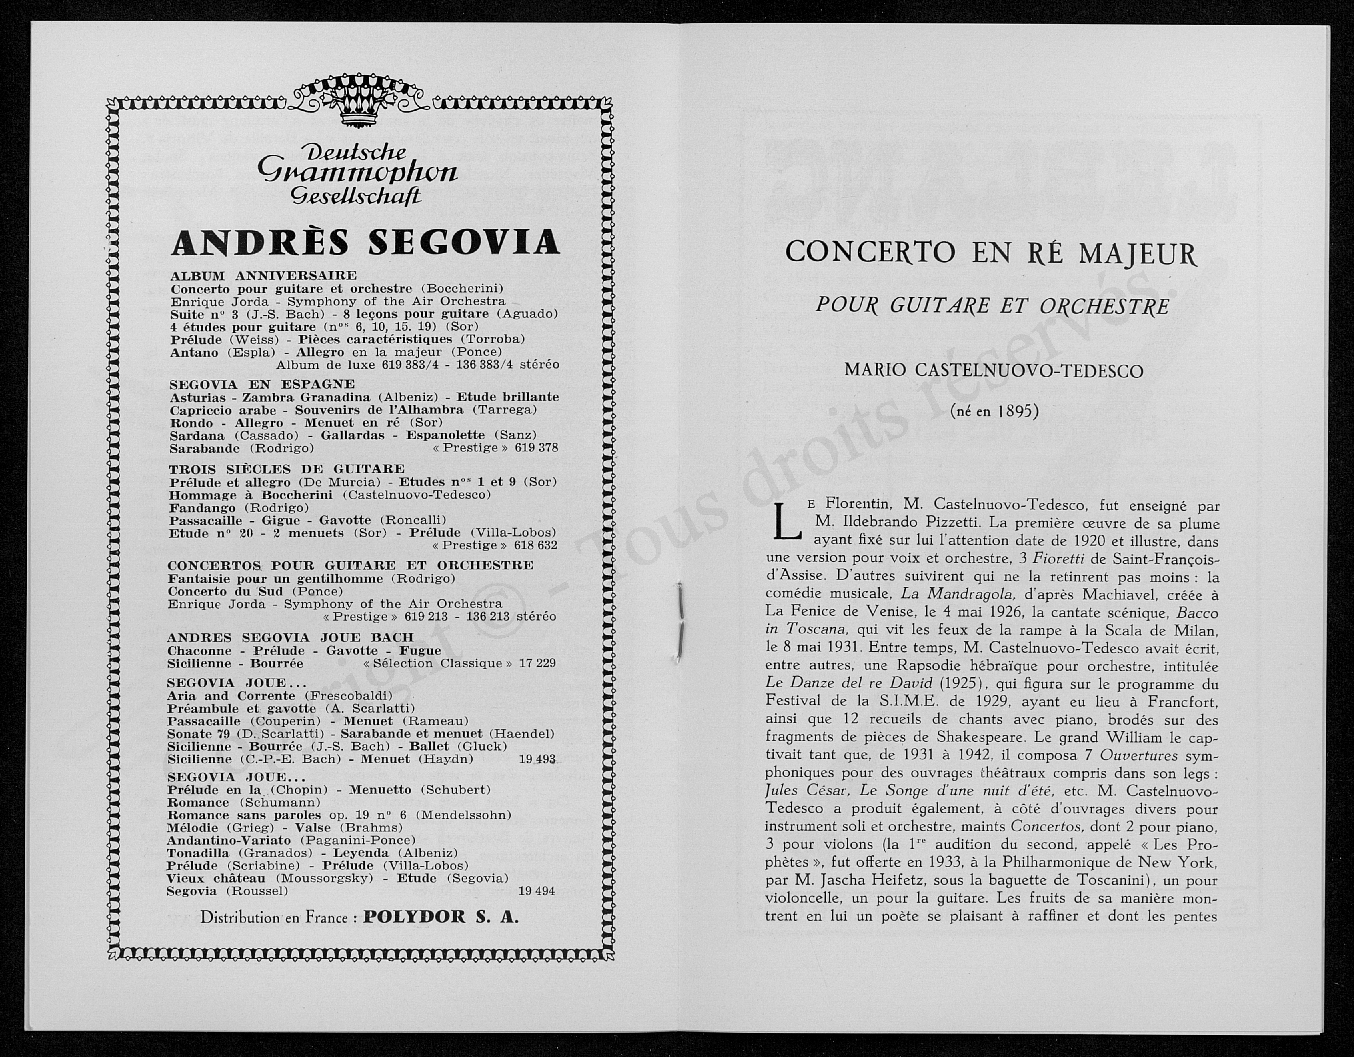 Deutsche
Grammophon
Gesellschaft
ANDRÈS SEGOVIA
ALBUM ANNIVERSAIRE
Concerto pour guitare et orchestre (Boccherini)
Enrique Jorda - Symphony of the Air Orchestra
Suite n° 3 (J.-S. Bach) - 8 leçons pour guitare (Aguado)
4 études pour guitare (nos 6, 10, 15. 19) (Sor)
Prélude (Weiss) - Pièces caractéristiques (Torroba)
Antano (Espla) - Allegro en la majeur (Ponce)
Album de luxe 619 383/4 - 136 383/4 stéréo
SEGOVIA EN ESPAGNE
Asturias - Zambra Granadina (Albeniz) - Etude brillante
Capriccio arabe - Souvenirs de l'Alhambra (Tarrega)
Rondo - Allegro - Menuet en ré (Sor)
Sardana (Cassado) - Gallardas - Espanolette (Sanz)
Sarabande (Rodrigo) « Prestige » 619 378
TROIS SIÈCLES DE GUITARE
Prélude et allegro (De Murcia) - Etudes nos 1 et 9 (Sor)
Hommage à Boccherini (Castelnuovo-Tedesco)
Fandango (Rodrigo)
Passacaille - Gigue - Gavotte (Roncalli)
Etude n° 20 - 2 menuets (Sor) - Prélude (Villa-Lobos)
« Prestige » 618 632
CONCERTOS POUR GUITARE ET ORCHESTRE
Fantaisie pour un gentilhomme (Rodrigo)
Concerto du Sud (Ponce)
Enrique Jorda - Symphony of the Air Orchestra
« Prestige » 619 213 - 136 213 stéréo
ANDRES SEGOVIA JOUE BACH
Chaconne - Prélude - Gavotte - Fugue
Sicilienne - Bourrée « Sélection Classique » 17 229
SEGOVIA JOUE...
Aria and Corrente (Frescobaldi)
Préambule et gavotte (A. Scarlatti)
Passacaille (Couperin) - Menuet (Rameau)
Sonate 79 (D. Scarlatti) - Sarabande et menuet (Haendel)
Sicilienne - Bourrée (J.-S. Bach) - Ballet (Gluck)
Sicilienne (C.-P.-E. Bach) - Menuet (Haydn) 19 493
SEGOVIA JOUE...
Prélude en la (Chopin) - Menuetto (Schubert)
Romance (Schumann)
Romance sans paroles op. 19 n° 6 (Mendelssohn)
Mélodie (Grieg) - Valse (Brahms)
Andantino-Variato (Paganini-Ponce)
Tonadilla (Granados) - Leyenda (Albeniz)
Prélude (Scriabine) - Prélude (Villa-Lobos)
Vieux château (Moussorgsky) - Etude (Segovia)
Segovia (Roussel) 19 494
Distribution en France : POLYDOR S. A.
CONCERTO EN RÉ MAJEUR
POUR GUITARE ET ORCHESTRE
MARIO CASTELNUOVO-TEDESCO
(né en 1895)
LE Florentin, M. Castelnuovo-Tedesco, fut enseigné par
M. Ildebrando Pizzetti. La première œuvre de sa plume
ayant fixé sur lui l'attention date de 1920 et illustre, dans
une version pour voix et orchestre, 3 Fioretti de Saint-François-
d'Assise. D'autres suivirent qui ne la retinrent pas moins : la
comédie musicale, La Mandragola, d'après Machiavel, créée à
La Fenice de Venise, le 4 mai 1926, la cantate scénique, Bacco
in Toscana, qui vit les feux de la rampe à la Scala de Milan,
le 8 mai 1931. Entre temps, M. Castelnuovo-Tedesco avait écrit,
entre autres, une Rapsodie hébraïque pour orchestre, intitulée
Le Danze del re David (1925), qui figura sur le programme du
Festival de la S.I.M.E. de 1929, ayant eu lieu à Francfort,
ainsi que 12 recueils de chants avec piano, brodés sur des
fragments de pièces de Shakespeare. Le grand William le cap-
tivait tant que, de 1931 à 1942, il composa 7 Ouvertures sym-
phoniques pour des ouvrages théâtraux compris dans son legs :
Jules César, Le Songe d'une nuit d'été, etc. M. Castelnuovo-
Tedesco a produit également, à côté d'ouvrages divers pour
instrument soli et orchestre, maints Concertos, dont 2 pour piano,
3 pour violons (la 1re audition du second, appelé « Les Pro-
phètes », fut offerte en 1933, à la Philharmonique de New York,
par M. Jascha Heifetz, sous la baguette de Toscanini), un pour
violoncelle, un pour la guitare. Les fruits de sa manière mon-
trent en lui un poète se plaisant à raffiner et dont les pentes
Copyright © - Tous droits réservés.